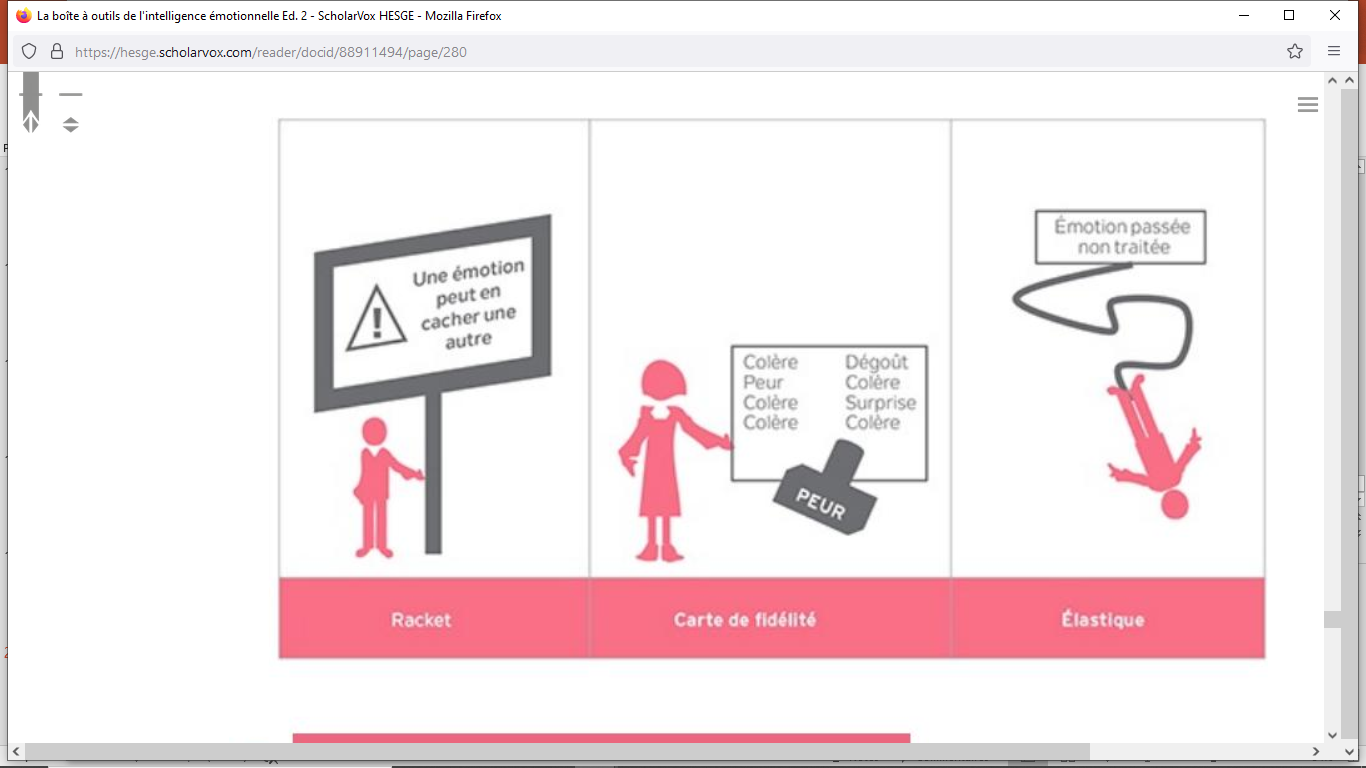 La boîte à outils de l'intelligence émotionnelle Ed. 2 - ScholarVox HESGE - Mozilla Firefox
https://hesge.scholarvox.com/reader/docid/88911494/page/280
Une émotion
peut en
cacher une
autre
Racket
Colère Dégoût
Peur Colère
Colère Surprise
Colère Colère
PEUR
Carte de fidélité
Émotion passée
non traitée
Élastique